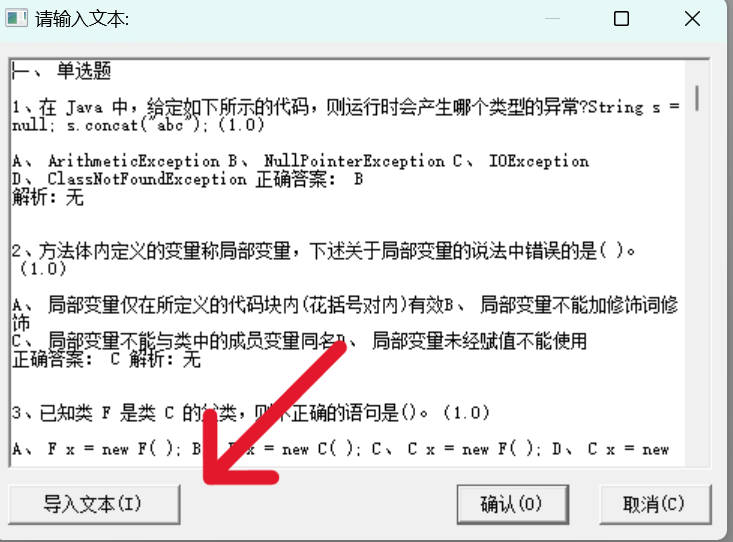 请输入文本:
一、 单选题
1、在 Java 中，给定如下所示的代码，则运行时会产生哪个类型的异常?String s =
null; s.concat("abc"); (1.0)
A、 ArithmeticException B、 NullPointerException C、 IOException
D、 ClassNotFoundException 正确答案： B
解析：无
2、方法体内定义的变量称局部变量，下述关于局部变量的说法中错误的是( )。
(1.0)
A、 局部变量仅在所定义的代码块内(花括号对内)有效B、 局部变量不能加修饰词修
饰
C、 局部变量不能与类中的成员变量同名D、 局部变量未经赋值不能使用
正确答案： C 解析：无
3、已知类 F 是类 C 的父类，则不正确的语句是()。(1.0)
A、 F x = new F( ); B、 F x = new C( ); C、 C x = new F( ); D、 C x = new
导入文本(I)
确认(O)
取消(C)